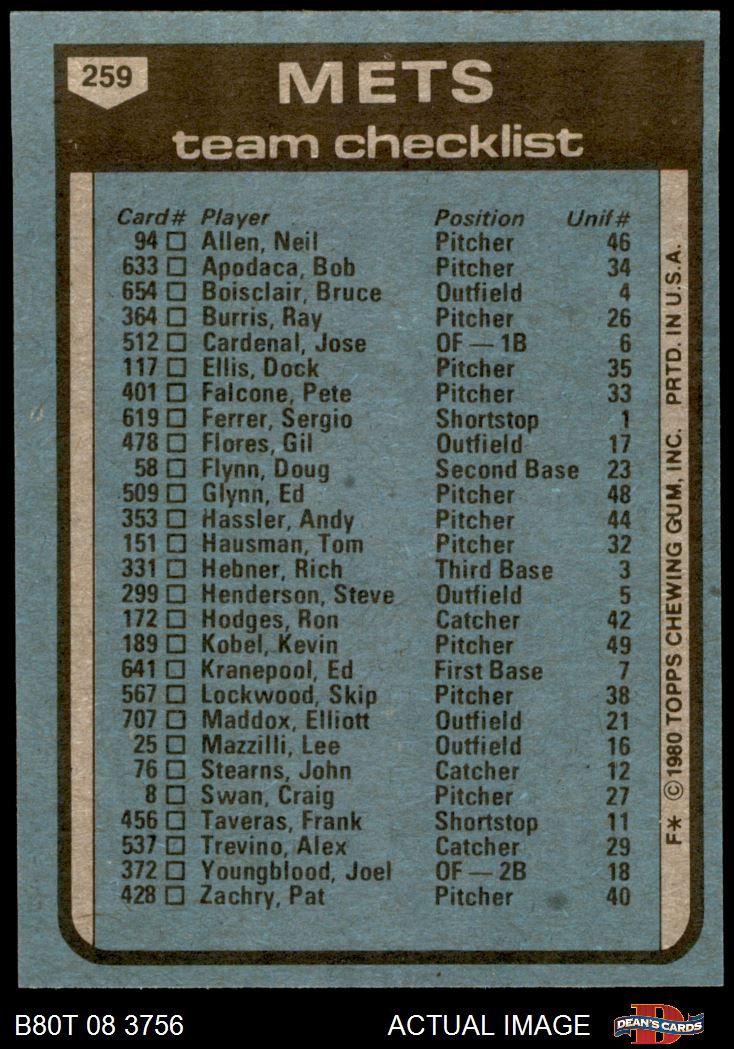 259
METS
team checklist
Card# Player Position Unif#
94 □ Allen, Neil Pitcher 46
633 □ Apodaca, Bob Pitcher 34
654 □ Boisclair, Bruce Outfield 4
364 □ Burris, Ray Pitcher 26
512 □ Cardenal, Jose OF — 1B 6
117 □ Ellis, Dock Pitcher 35
401 □ Falcone, Pete Pitcher 33
619 □ Ferrer, Sergio Shortstop 1
478 □ Flores, Gil Outfield 17
58 □ Flynn, Doug Second Base 23
509 □ Glynn, Ed Pitcher 48
353 □ Hassler, Andy Pitcher 44
151 □ Hausman, Tom Pitcher 32
331 □ Hebner, Rich Third Base 3
299 □ Henderson, Steve Outfield 5
172 □ Hodges, Ron Catcher 42
189 □ Kobel, Kevin Pitcher 49
641 □ Kranepool, Ed First Base 7
567 □ Lockwood, Skip Pitcher 38
707 □ Maddox, Elliott Outfield 21
25 □ Mazzilli, Lee Outfield 16
76 □ Stearns, John Catcher 12
8 □ Swan, Craig Pitcher 27
456 □ Taveras, Frank Shortstop 11
537 □ Trevino, Alex Catcher 29
372 □ Youngblood, Joel OF — 2B 18
428 □ Zachry, Pat Pitcher 40
F* © 1980 TOPPS CHEWING GUM, INC. PRTD. IN U.S.A.
B80T 08 3756 ACTUAL IMAGE
D
DEAN'S CARDS